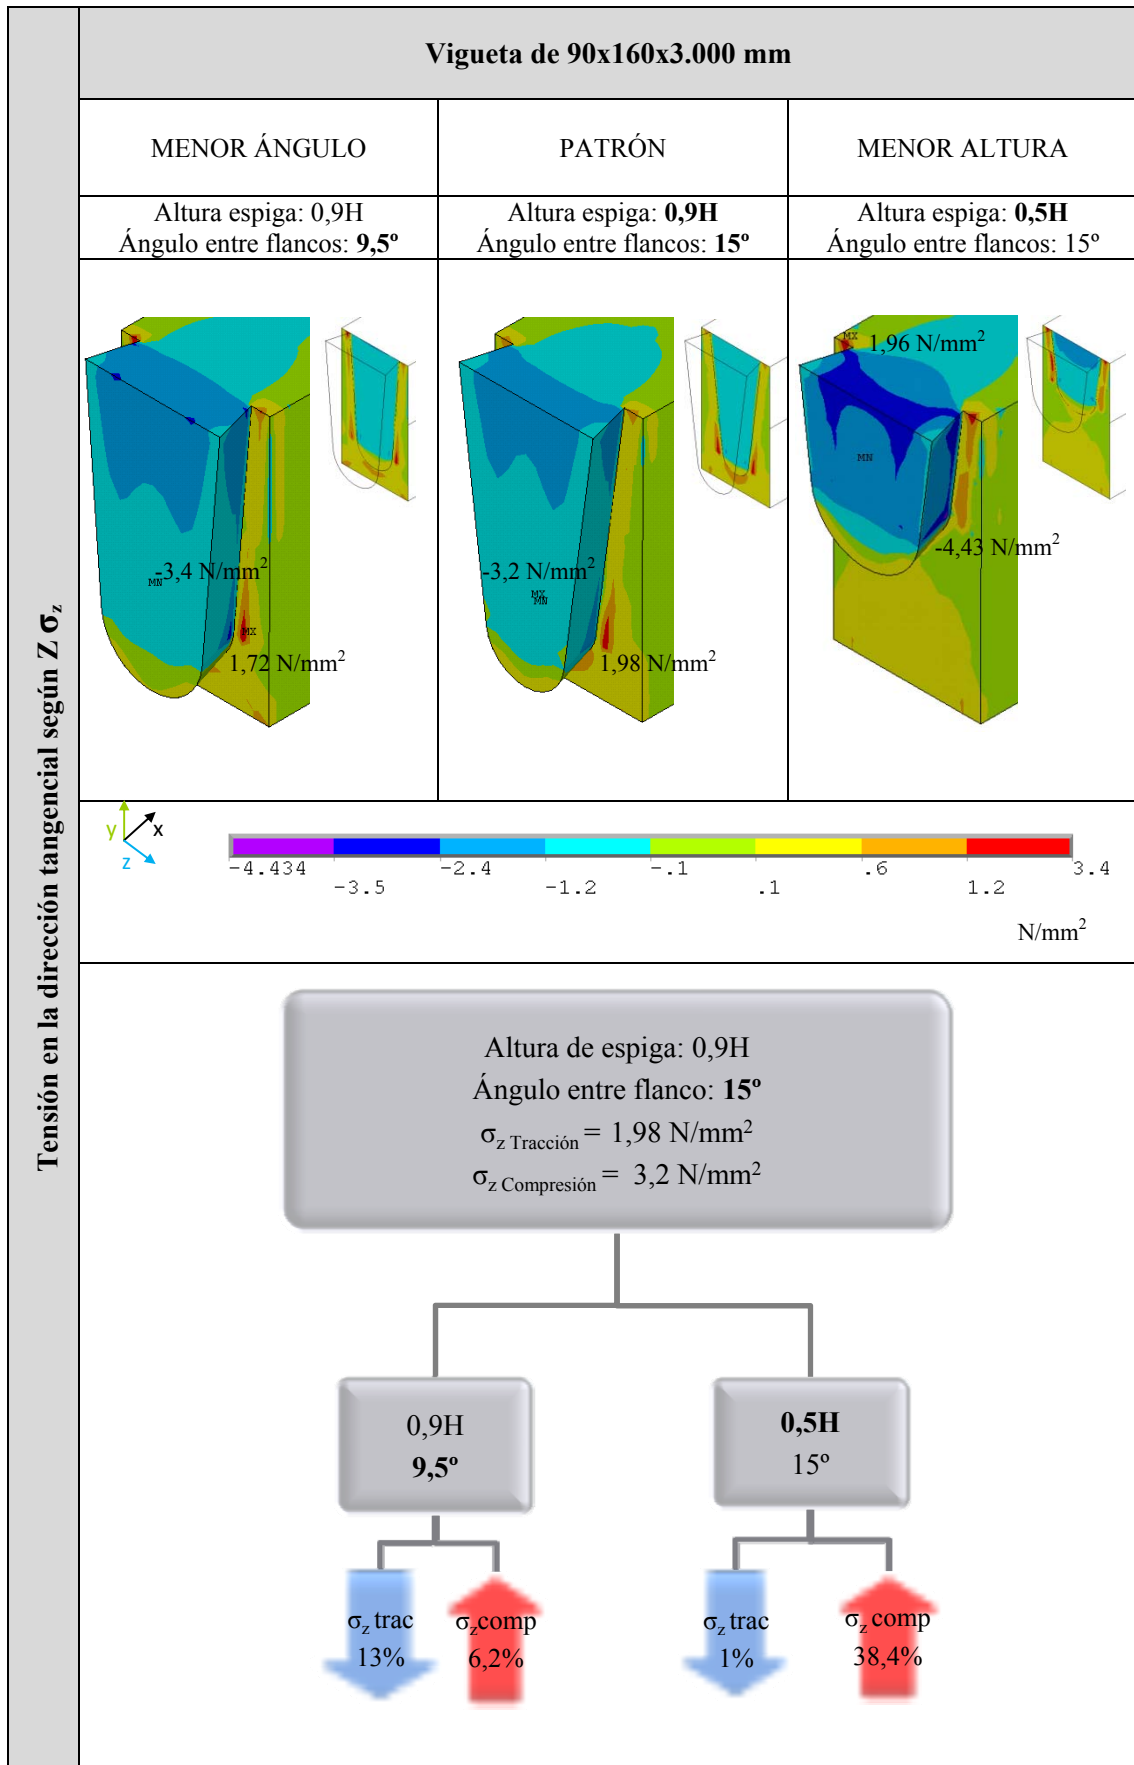 Vigueta de 90x160x3.000 mm
Tensión en la dirección tangencial según Z σz
MENOR ÁNGULO
PATRÓN
MENOR ALTURA
Altura espiga: 0,9H
Ángulo entre flancos: 9,5º
Altura espiga: 0,9H
Ángulo entre flancos: 15º
Altura espiga: 0,5H
Ángulo entre flancos: 15º
-3,4 N/mm²
MN
MX
1,72 N/mm²
-3,2 N/mm²
MX
MN
1,98 N/mm²
MX
1,96 N/mm²
MN
-4,43 N/mm²
y
x
z
-4.434
-3.5
-2.4
-1.2
-.1
.1
.6
1.2
3.4
N/mm²
Altura de espiga: 0,9H
Ángulo entre flanco: 15º
σz Tracción = 1,98 N/mm²
σz Compresión = 3,2 N/mm²
0,9H
9,5º
0,5H
15º
σz trac
13%
σz comp
6,2%
σz trac
1%
σz comp
38,4%